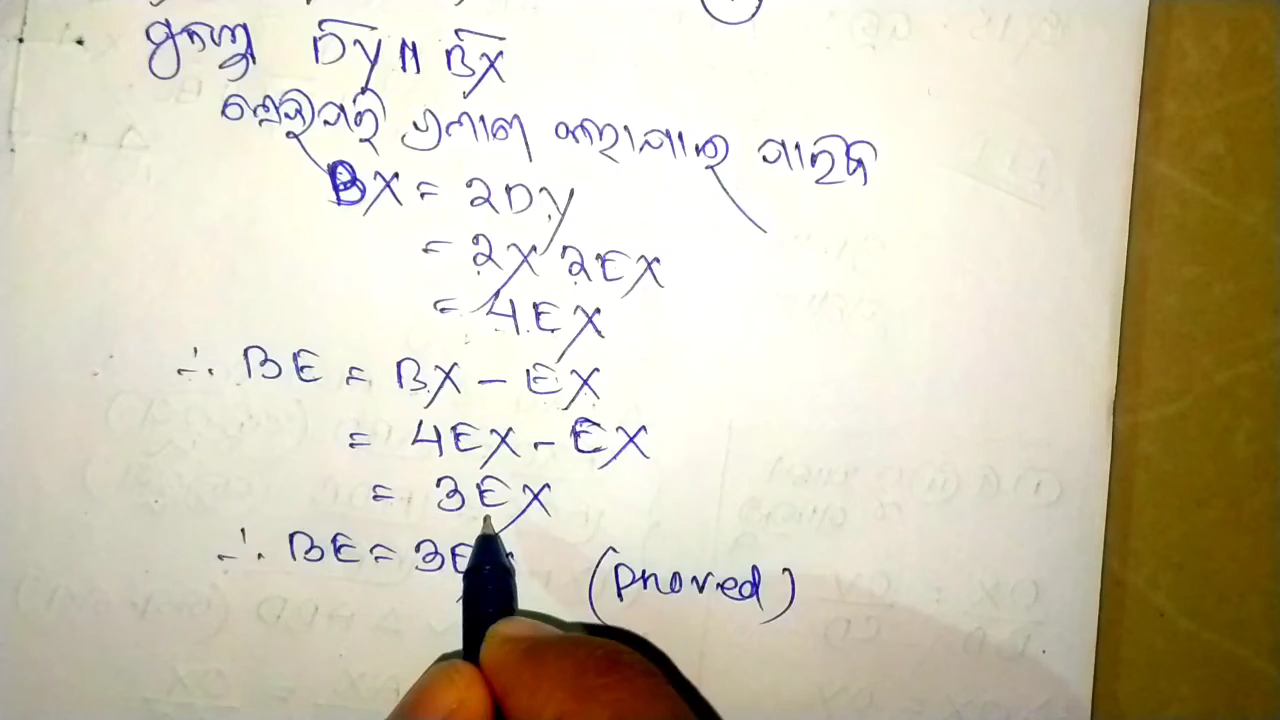 ପୁନଶ୍ଚ DY || BX
ପ୍ରମାଣ କରାଯାଇ ପାରିବ
BX = 2DY
= 2 X 2EX
= 4EX
∴ BE = BX - EX
= 4EX - EX
= 3EX
∴ BE = 3E (Proved)